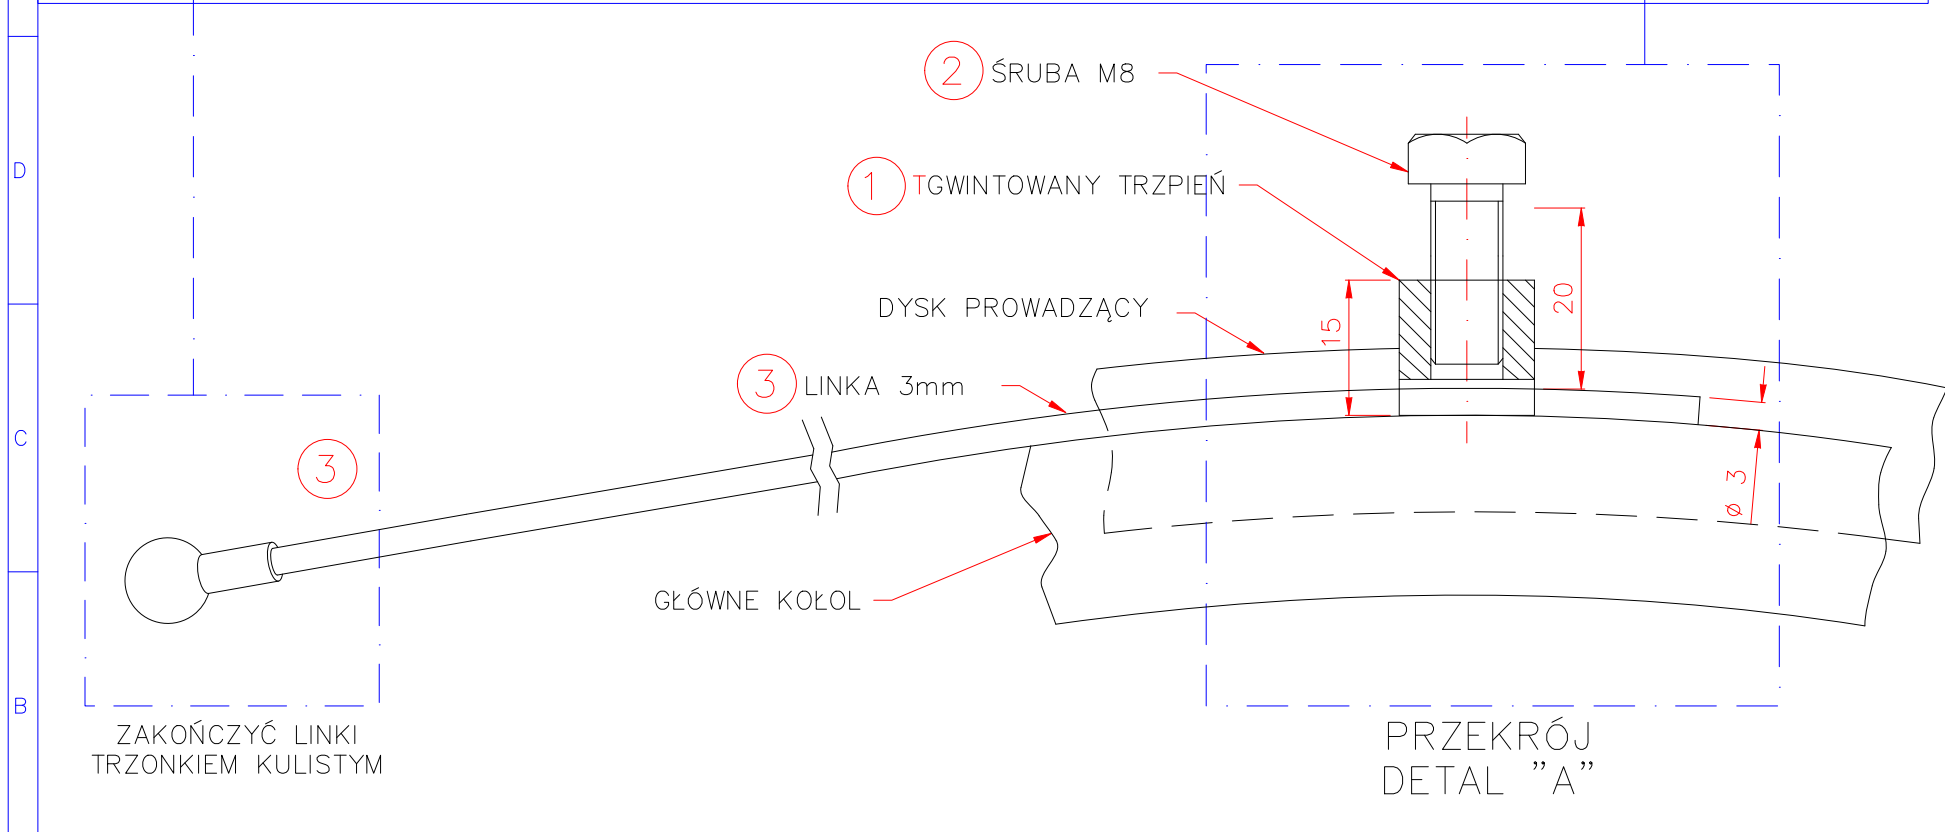 2 ŚRUBA M8
D
1 TGWINTOWANY TRZPIEŃ
20
DYSK PROWADZĄCY
15
3 LINKA 3mm
C
3
ø 3
GŁÓWNE KOŁOL
B
ZAKOŃCZYĆ LINKI
TRZONKIEM KULISTYM
PRZEKRÓJ
DETAL ”A”